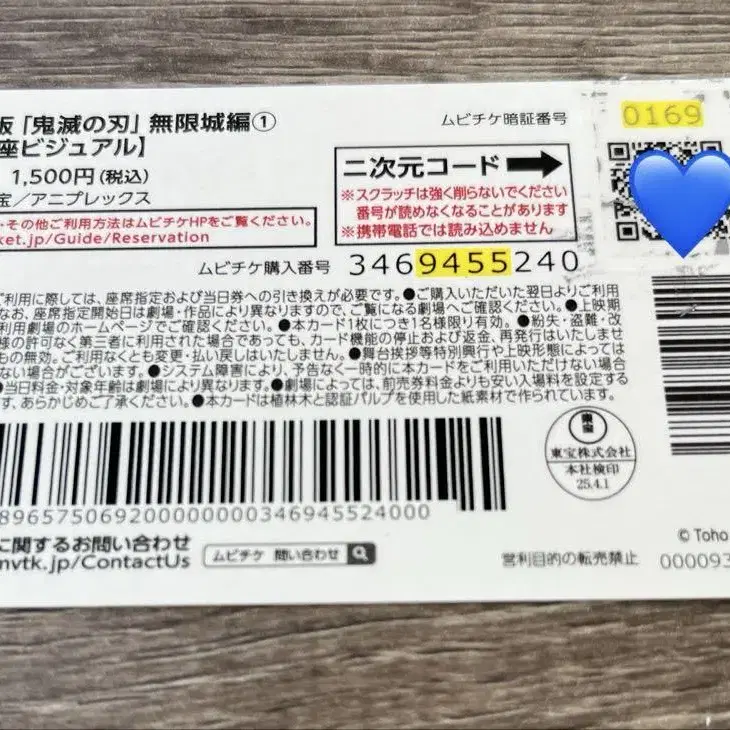 版 「鬼滅の刃」 無限城編①
座ビジュアル】
1,500円(税込)
宝／アニプレックス
・その他ご利用方法はムビチケHPをご覧ください。
ket.jp/Guide/Reservation
ムビチケ暗証番号
0169
二次元コード
※スクラッチは強く削らないでください
番号が読めなくなることがあります
※携帯電話では読み込めません
ムビチケ購入番号 3469455240
ご利用に際しては、座席指定および当日券への引き換えが必要です。●ご購入いただいた翌日よりご利用
なお、座席指定開始日は劇場・作品により異なりますので、ご覧になる劇場へご確認ください。●上映期
利用劇場のホームページでご確認ください。●本カード1枚につき1名様限り有効。●紛失・盗難・改
様の許可なく第三者に利用された場合であっても、カード機能の停止および返金、再発行はいたしませ
もの無効。ご利用なくとも変更・払い戻しはいたしません。●舞台挨拶等特別興行や上映形態によっては
ない場合がございます。●システム障害により、予告なく一時的に本カードをご利用いただけない場合
●当日料金・対象年齢は劇場により異なります。●劇場によっては、前売券料金よりも安い入場料を設定する
す、あらかじめご了承ください。●本カードは植林木と認証パルプを使用した紙素材で作られています。
896575069200000000346945524000
東宝株式会社
本社検印
25.4.1
に関するお問い合わせ
mvtk.jp/ContactUs
ムビチケ 問い合わせ
© Toho
営利目的の転売禁止
000093